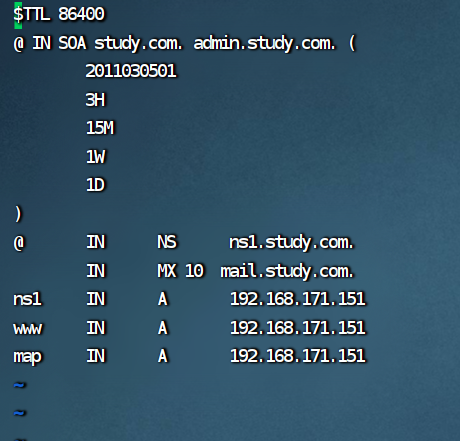 $TTL 86400
@ IN SOA study.com. admin.study.com. (
2011030501
3H
15M
1W
1D
)
@ IN NS ns1.study.com.
IN MX 10 mail.study.com.
ns1 IN A 192.168.171.151
www IN A 192.168.171.151
map IN A 192.168.171.151
~
~
~